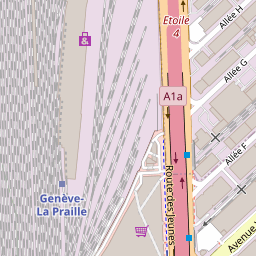 Allée H
Etoile
4
Allée G
A1a
Allée F
Genève-
La Praille
Route des Jeunes
Avenue V